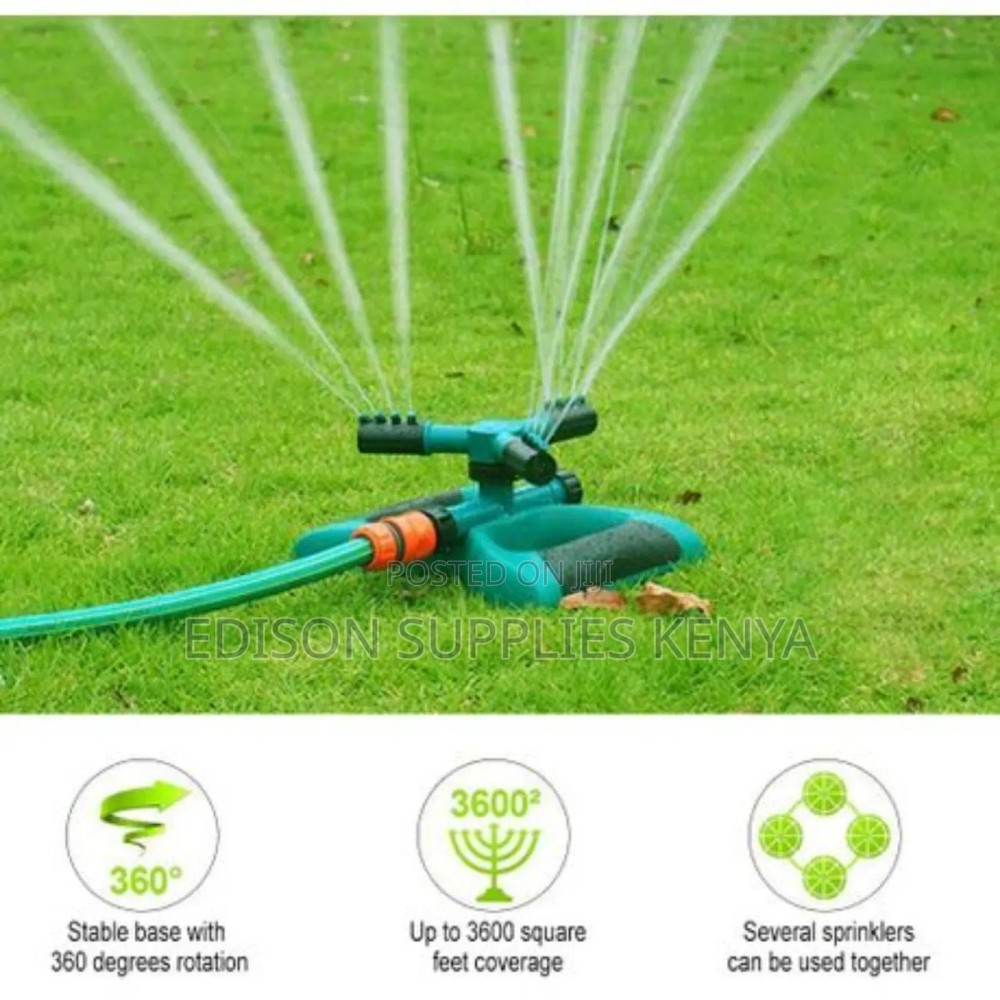 POSTED ON JIJI
EDISON SUPPLIES KENYA
360°
3600²
Stable base with
360 degrees rotation
Up to 3600 square
feet coverage
Several sprinklers
can be used together